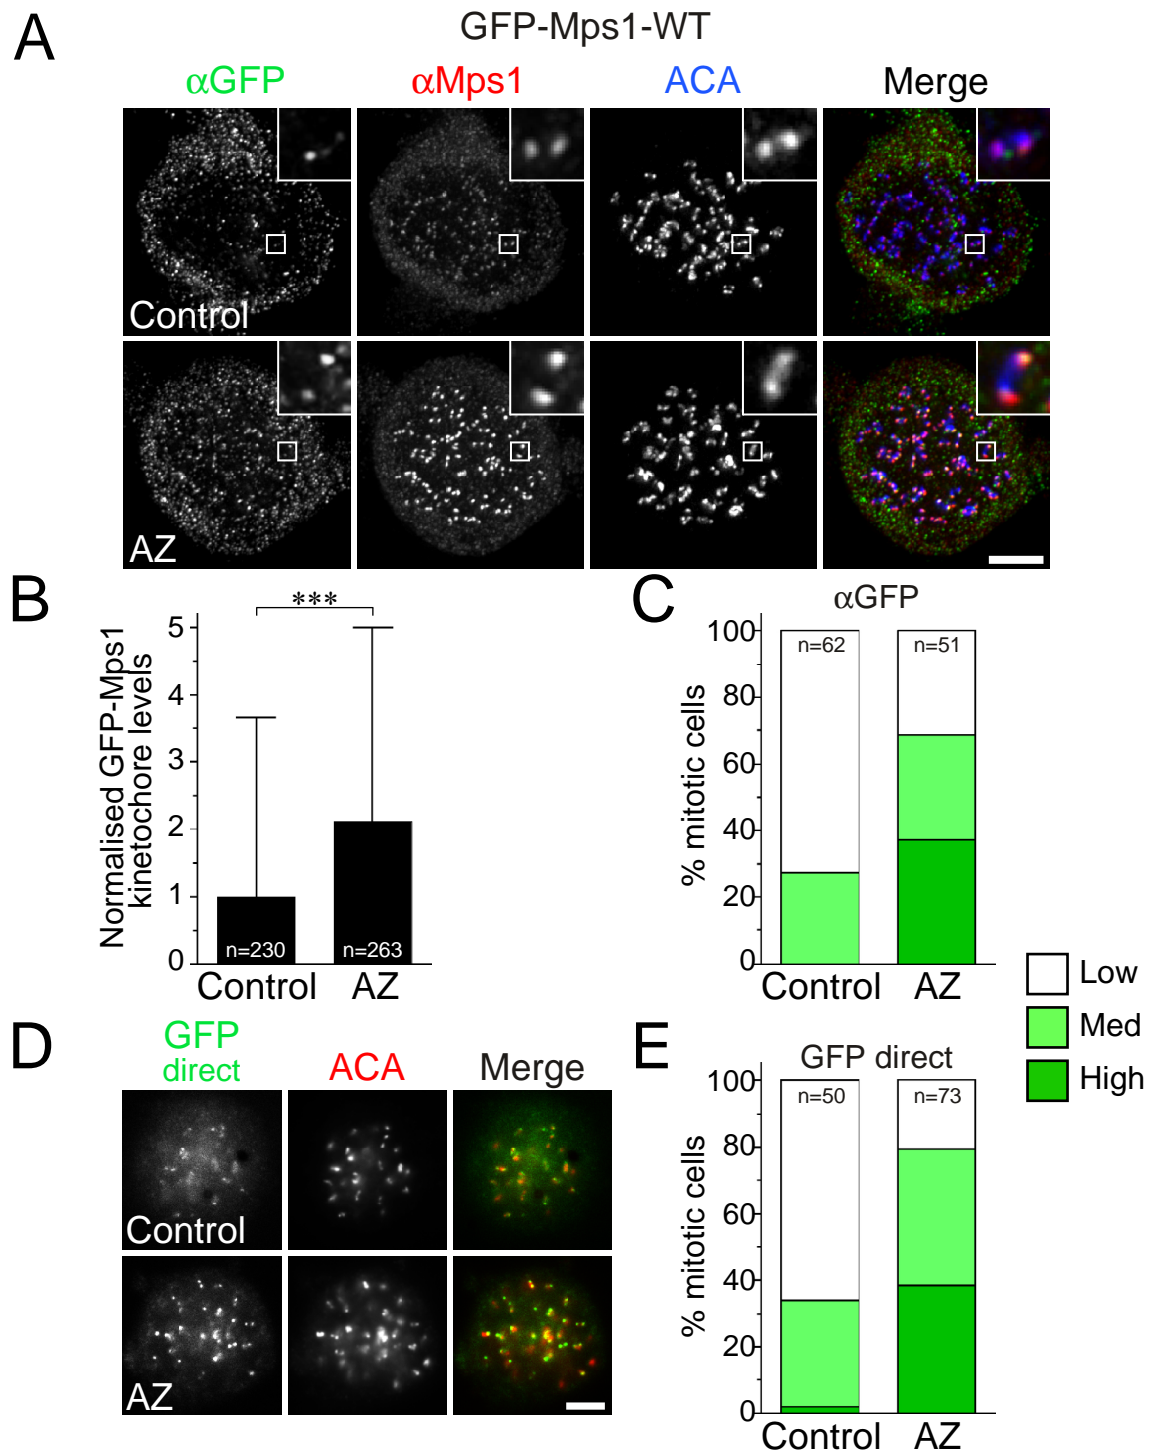 A
GFP-Mps1-WT
αGFP αMps1 ACA Merge
Control
AZ
B
Normalised GFP-Mps1
kinetochore levels
5
4
3
2
1
0
***
n=230 n=263
Control AZ
C
αGFP
% mitotic cells
100
80
60
40
20
0
n=62 n=51
Control AZ
Low
Med
High
D
GFP
direct
ACA Merge
Control
AZ
E
GFP direct
% mitotic cells
100
80
60
40
20
0
n=50 n=73
Control AZ